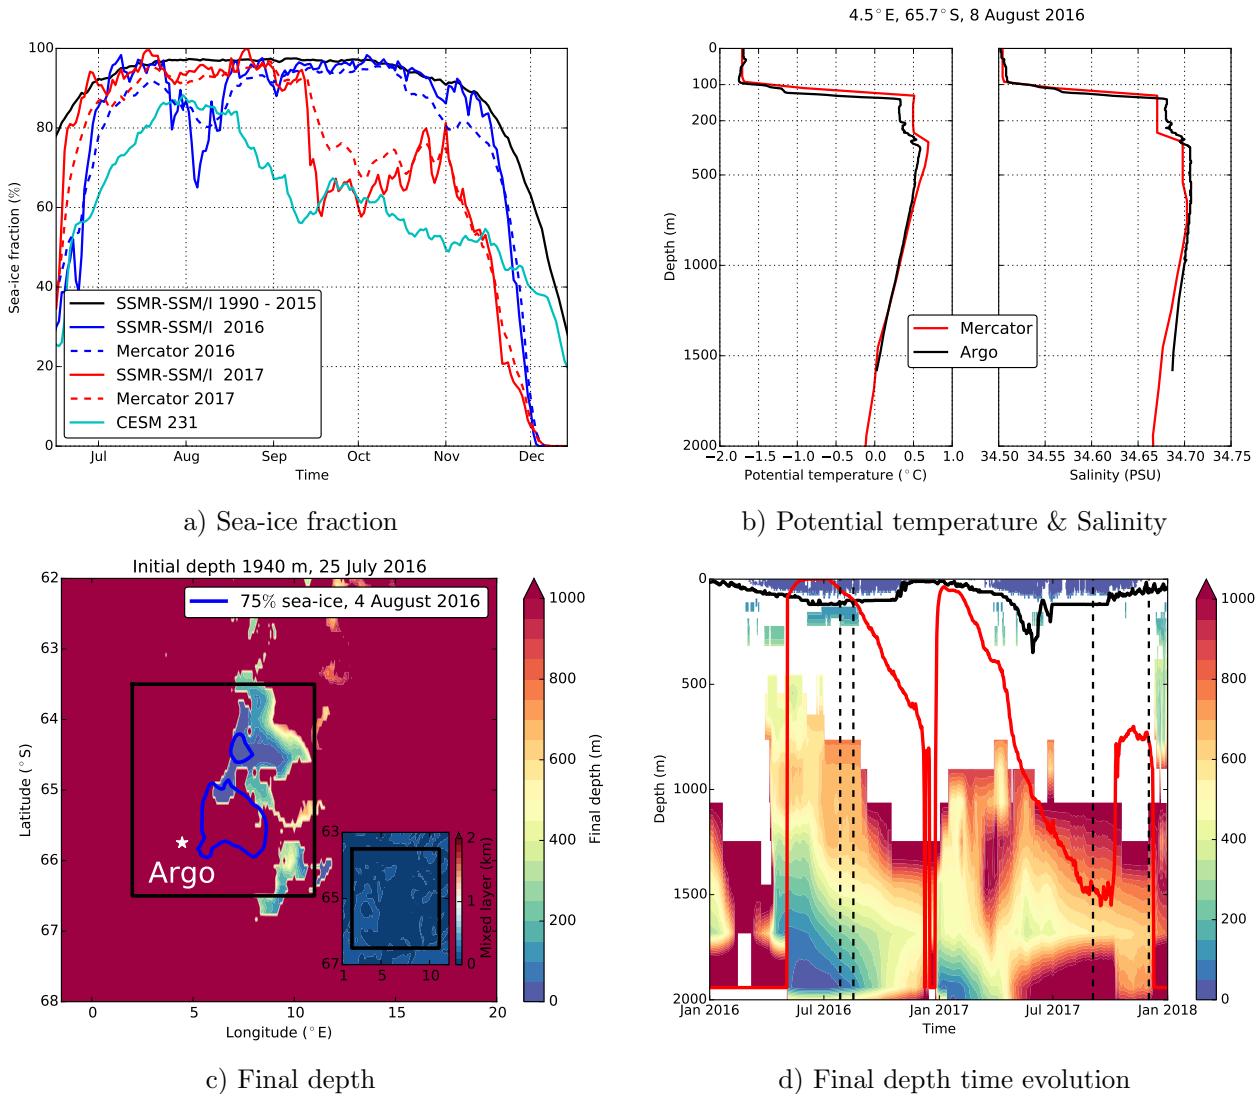 4.5°E, 65.7°S, 8 August 2016
100
80
60
40
20
0
Sea-ice fraction (%)
SSMR-SSM/I 1990 - 2015
SSMR-SSM/I 2016
Mercator 2016
SSMR-SSM/I 2017
Mercator 2017
CESM 231
Jul Aug Sep Oct Nov Dec
Time
a) Sea-ice fraction
0
100
200
500
1000
1500
2000
Depth (m)
Mercator
Argo
−2.0 −1.5 −1.0 −0.5 0.0 0.5 1.0
Potential temperature (°C)
34.50 34.55 34.60 34.65 34.70 34.75
Salinity (PSU)
b) Potential temperature & Salinity
Initial depth 1940 m, 25 July 2016
75% sea-ice, 4 August 2016
62
63
64
65
66
67
68
Latitude (°S)
Argo
63
65
67
1 5 10
2
1
0
Mixed layer (km)
0 5 10 15 20
Longitude (°E)
1000
800
600
400
200
0
Final depth (m)
c) Final depth
0
500
1000
1500
2000
Depth (m)
Jan 2016 Jul 2016 Jan 2017 Jul 2017 Jan 2018
Time
1000
800
600
400
200
0
d) Final depth time evolution